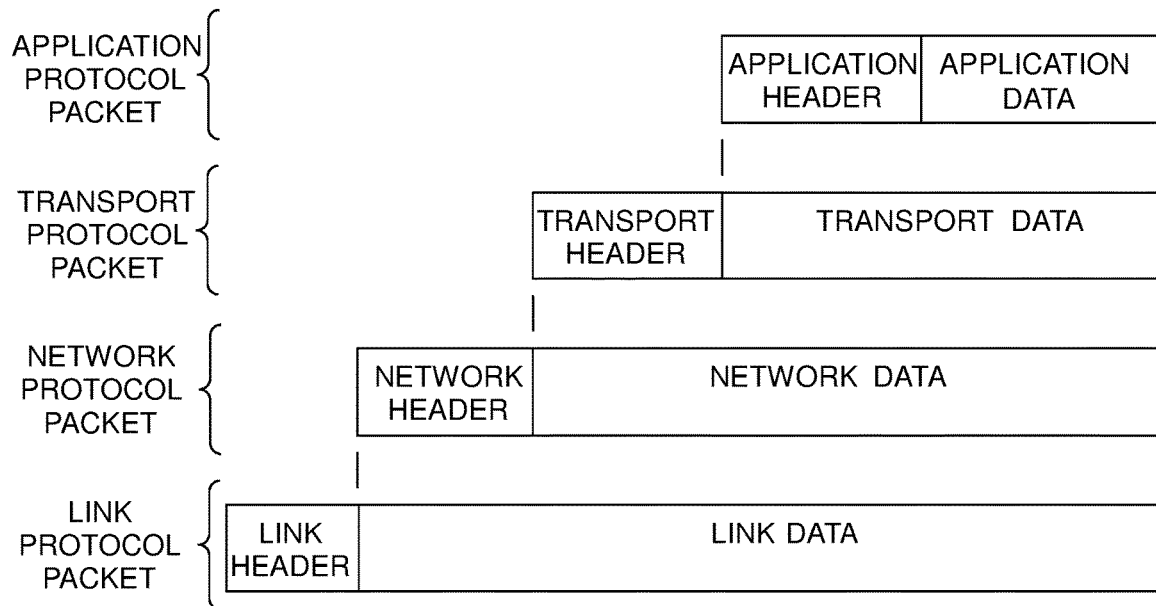 APPLICATION
PROTOCOL
PACKET
APPLICATION
HEADER
APPLICATION
DATA
TRANSPORT
PROTOCOL
PACKET
TRANSPORT
HEADER
TRANSPORT DATA
NETWORK
PROTOCOL
PACKET
NETWORK
HEADER
NETWORK DATA
LINK
PROTOCOL
PACKET
LINK
HEADER
LINK DATA